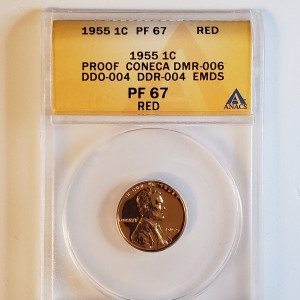 1955 1C PF 67 RED
1955 1C
PROOF CONECA DMR-006
DDO-004 DDR-004 EMDS
PF 67
RED
ANACS
LIBERTY